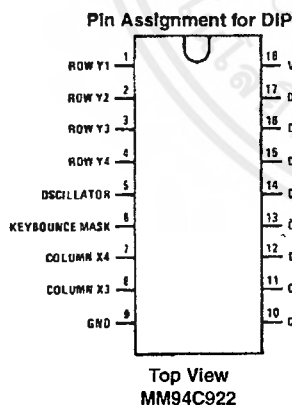 Pin Assignment for DIP
1 18 V
ROW Y1
2 17
ROW Y2
3 16
ROW Y3
4 15
ROW Y4
5 14
OSCILLATOR
6 13
KEYBOUNCE MASK
7 12
COLUMN X4
8 11
COLUMN X3
9 10
GND
Top View
MM94C922